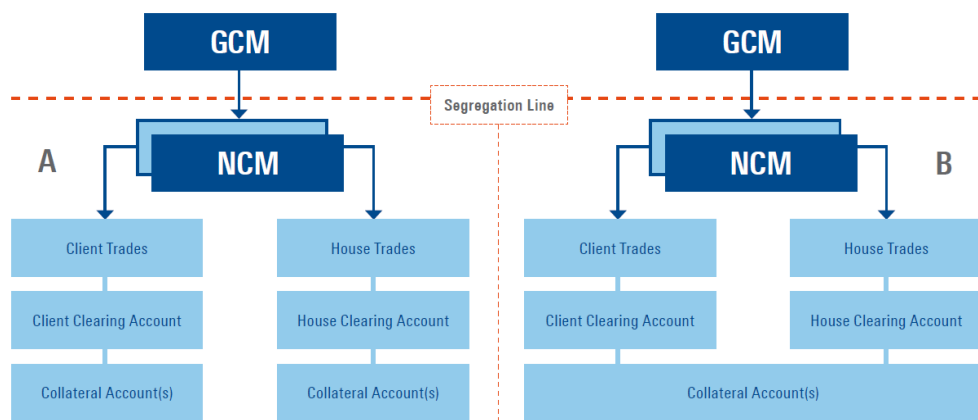 GCM
GCM
Segregation Line
A
NCM
NCM
B
Client Trades
House Trades
Client Trades
House Trades
Client Clearing Account
House Clearing Account
Client Clearing Account
House Clearing Account
Collateral Account(s)
Collateral Account(s)
Collateral Account(s)